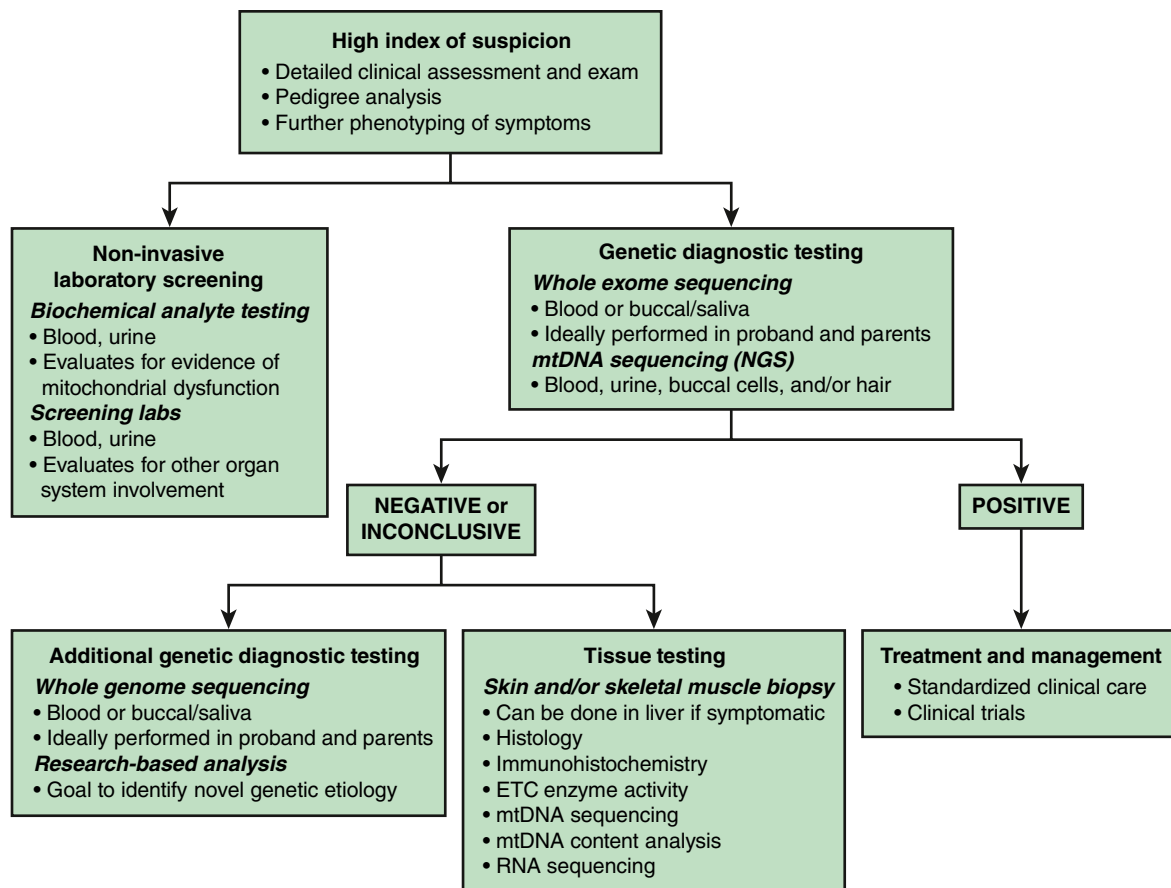 High index of suspicion
• Detailed clinical assessment and exam
• Pedigree analysis
• Further phenotyping of symptoms
Non-invasive
laboratory screening
Biochemical analyte testing
• Blood, urine
• Evaluates for evidence of
mitochondrial dysfunction
Screening labs
• Blood, urine
• Evaluates for other organ
system involvement
Genetic diagnostic testing
Whole exome sequencing
• Blood or buccal/saliva
• Ideally performed in proband and parents
mtDNA sequencing (NGS)
• Blood, urine, buccal cells, and/or hair
NEGATIVE or
INCONCLUSIVE
POSITIVE
Additional genetic diagnostic testing
Whole genome sequencing
• Blood or buccal/saliva
• Ideally performed in proband and parents
Research-based analysis
• Goal to identify novel genetic etiology
Tissue testing
Skin and/or skeletal muscle biopsy
• Can be done in liver if symptomatic
• Histology
• Immunohistochemistry
• ETC enzyme activity
• mtDNA sequencing
• mtDNA content analysis
• RNA sequencing
Treatment and management
• Standardized clinical care
• Clinical trials